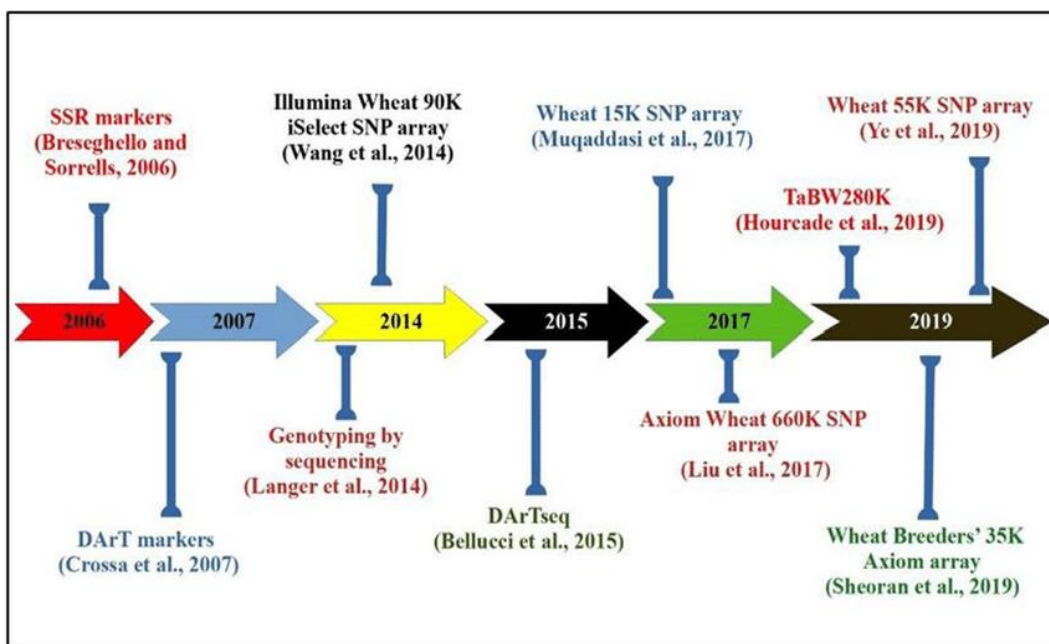 SSR markers
(Breseghello and
Sorrells, 2006)
Illumina Wheat 90K
iSelect SNP array
(Wang et al., 2014)
Wheat 15K SNP array
(Muqaddasi et al., 2017)
Wheat 55K SNP array
(Ye et al., 2019)
TaBW280K
(Hourcade et al., 2019)
2006
2007
2014
2015
2017
2019
DArT markers
(Crossa et al., 2007)
Genotyping by
sequencing
(Langer et al., 2014)
DArTseq
(Bellucci et al., 2015)
Axiom Wheat 660K SNP
array
(Liu et al., 2017)
Wheat Breeders’ 35K
Axiom array
(Sheoran et al., 2019)